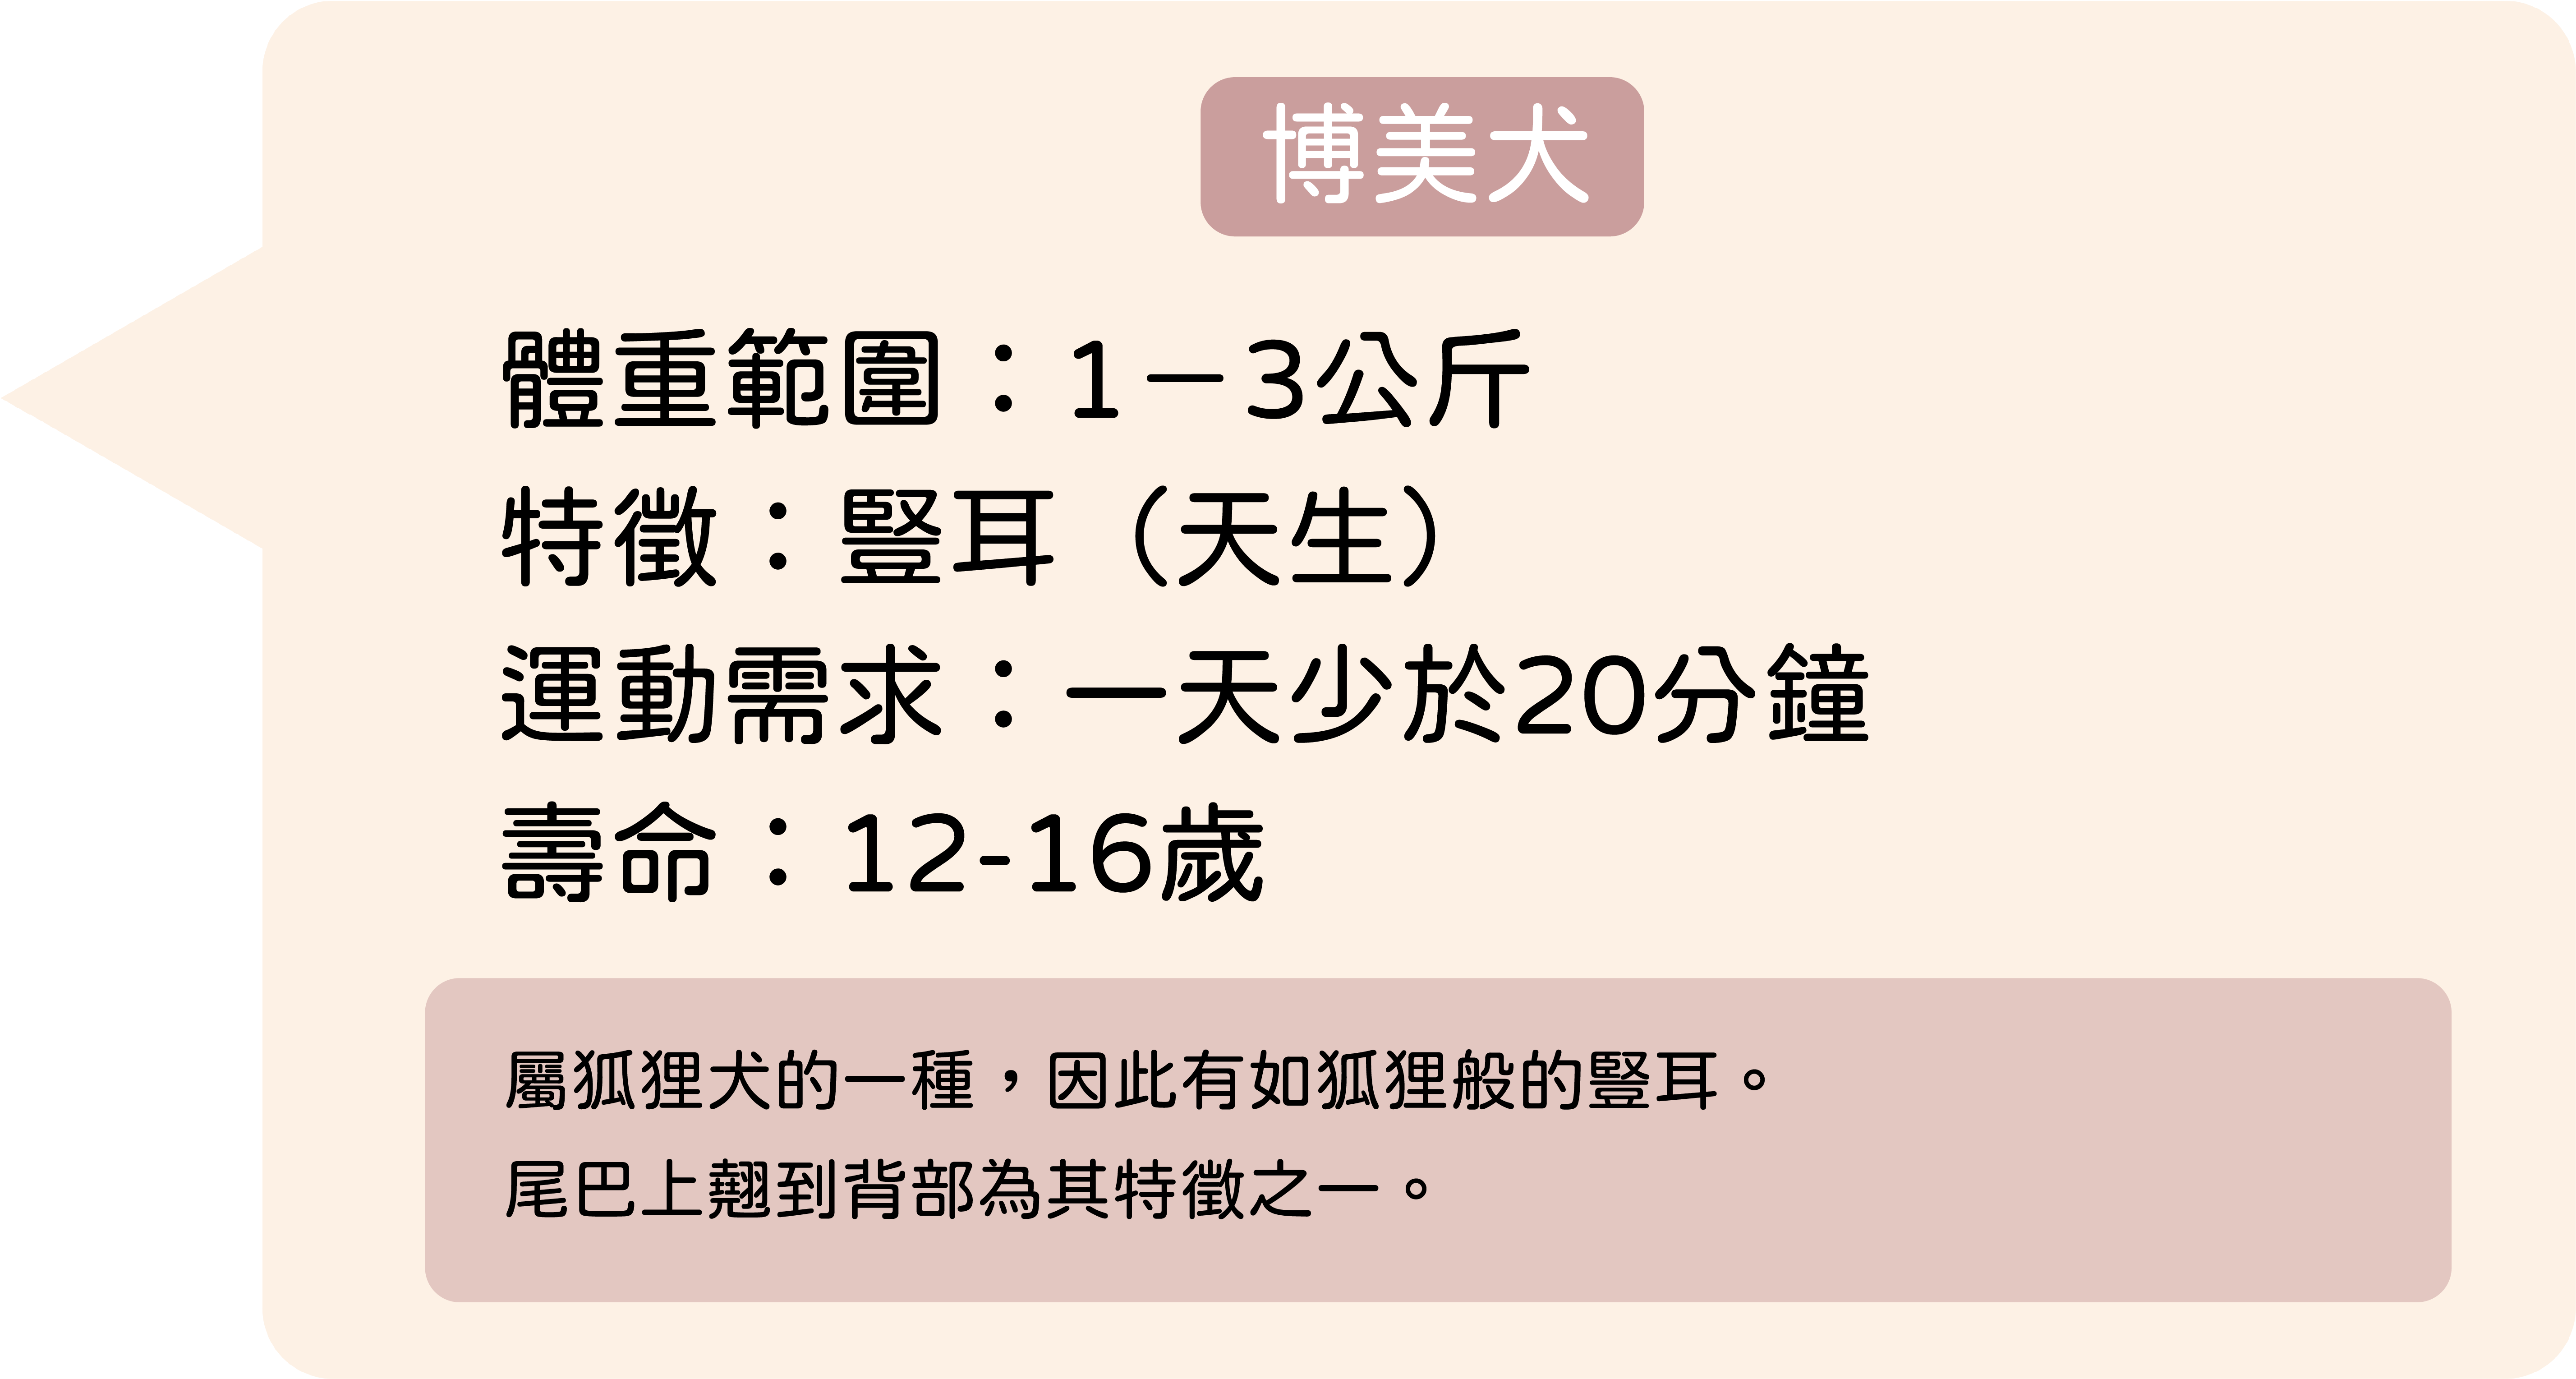 博美犬
體重範圍：1－3公斤
特徵：豎耳（天生）
運動需求：一天少於20分鐘
壽命：12-16歲
屬狐狸犬的一種，因此有如狐狸般的豎耳。
尾巴上翹到背部為其特徵之一。